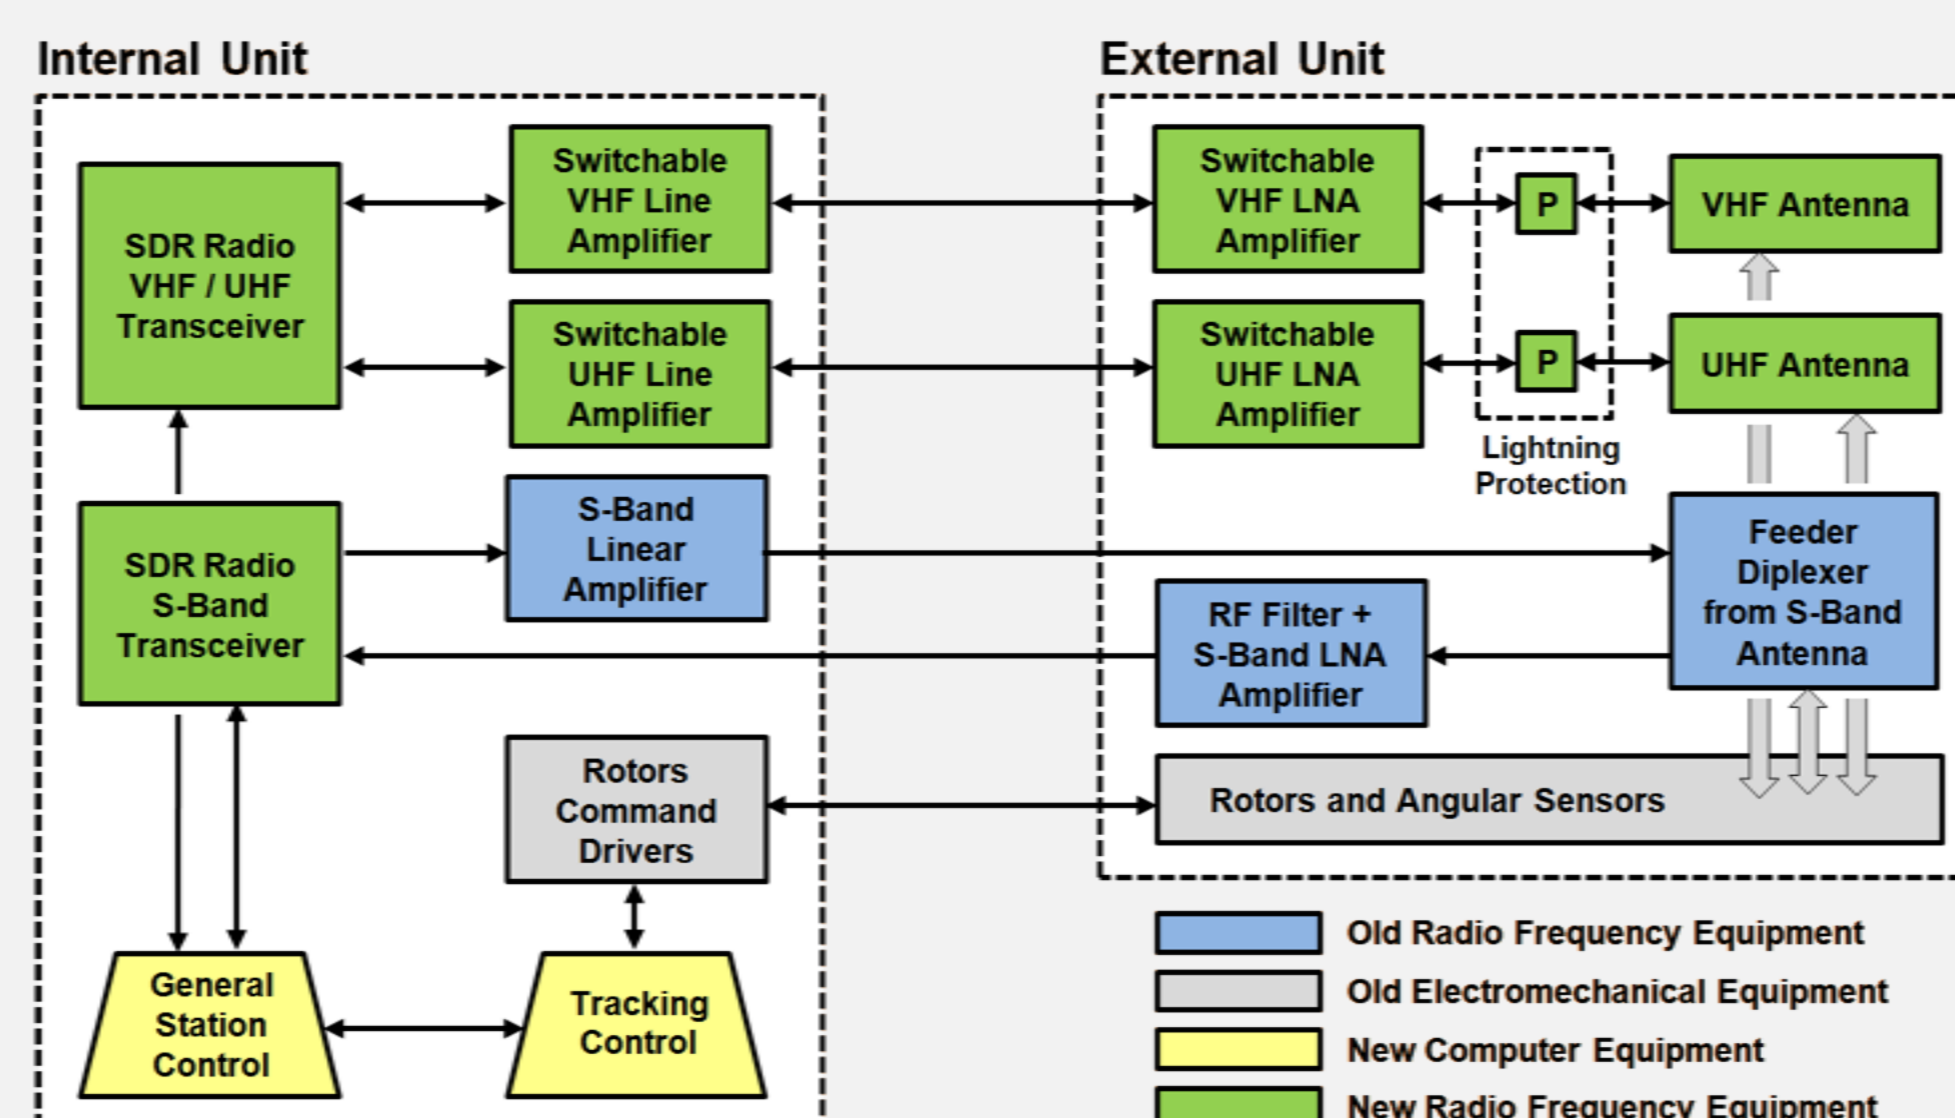 Internal Unit
External Unit
SDR Radio
VHF / UHF
Transceiver
Switchable
VHF Line
Amplifier
Switchable
VHF LNA
Amplifier
P
VHF Antenna
Switchable
UHF Line
Amplifier
Switchable
UHF LNA
Amplifier
P
UHF Antenna
Lightning
Protection
SDR Radio
S-Band
Transceiver
S-Band
Linear
Amplifier
RF Filter +
S-Band LNA
Amplifier
Feeder
Diplexer
from S-Band
Antenna
Rotors
Command
Drivers
Rotors and Angular Sensors
General
Station
Control
Tracking
Control
Old Radio Frequency Equipment
Old Electromechanical Equipment
New Computer Equipment
New Radio Frequency Equipment